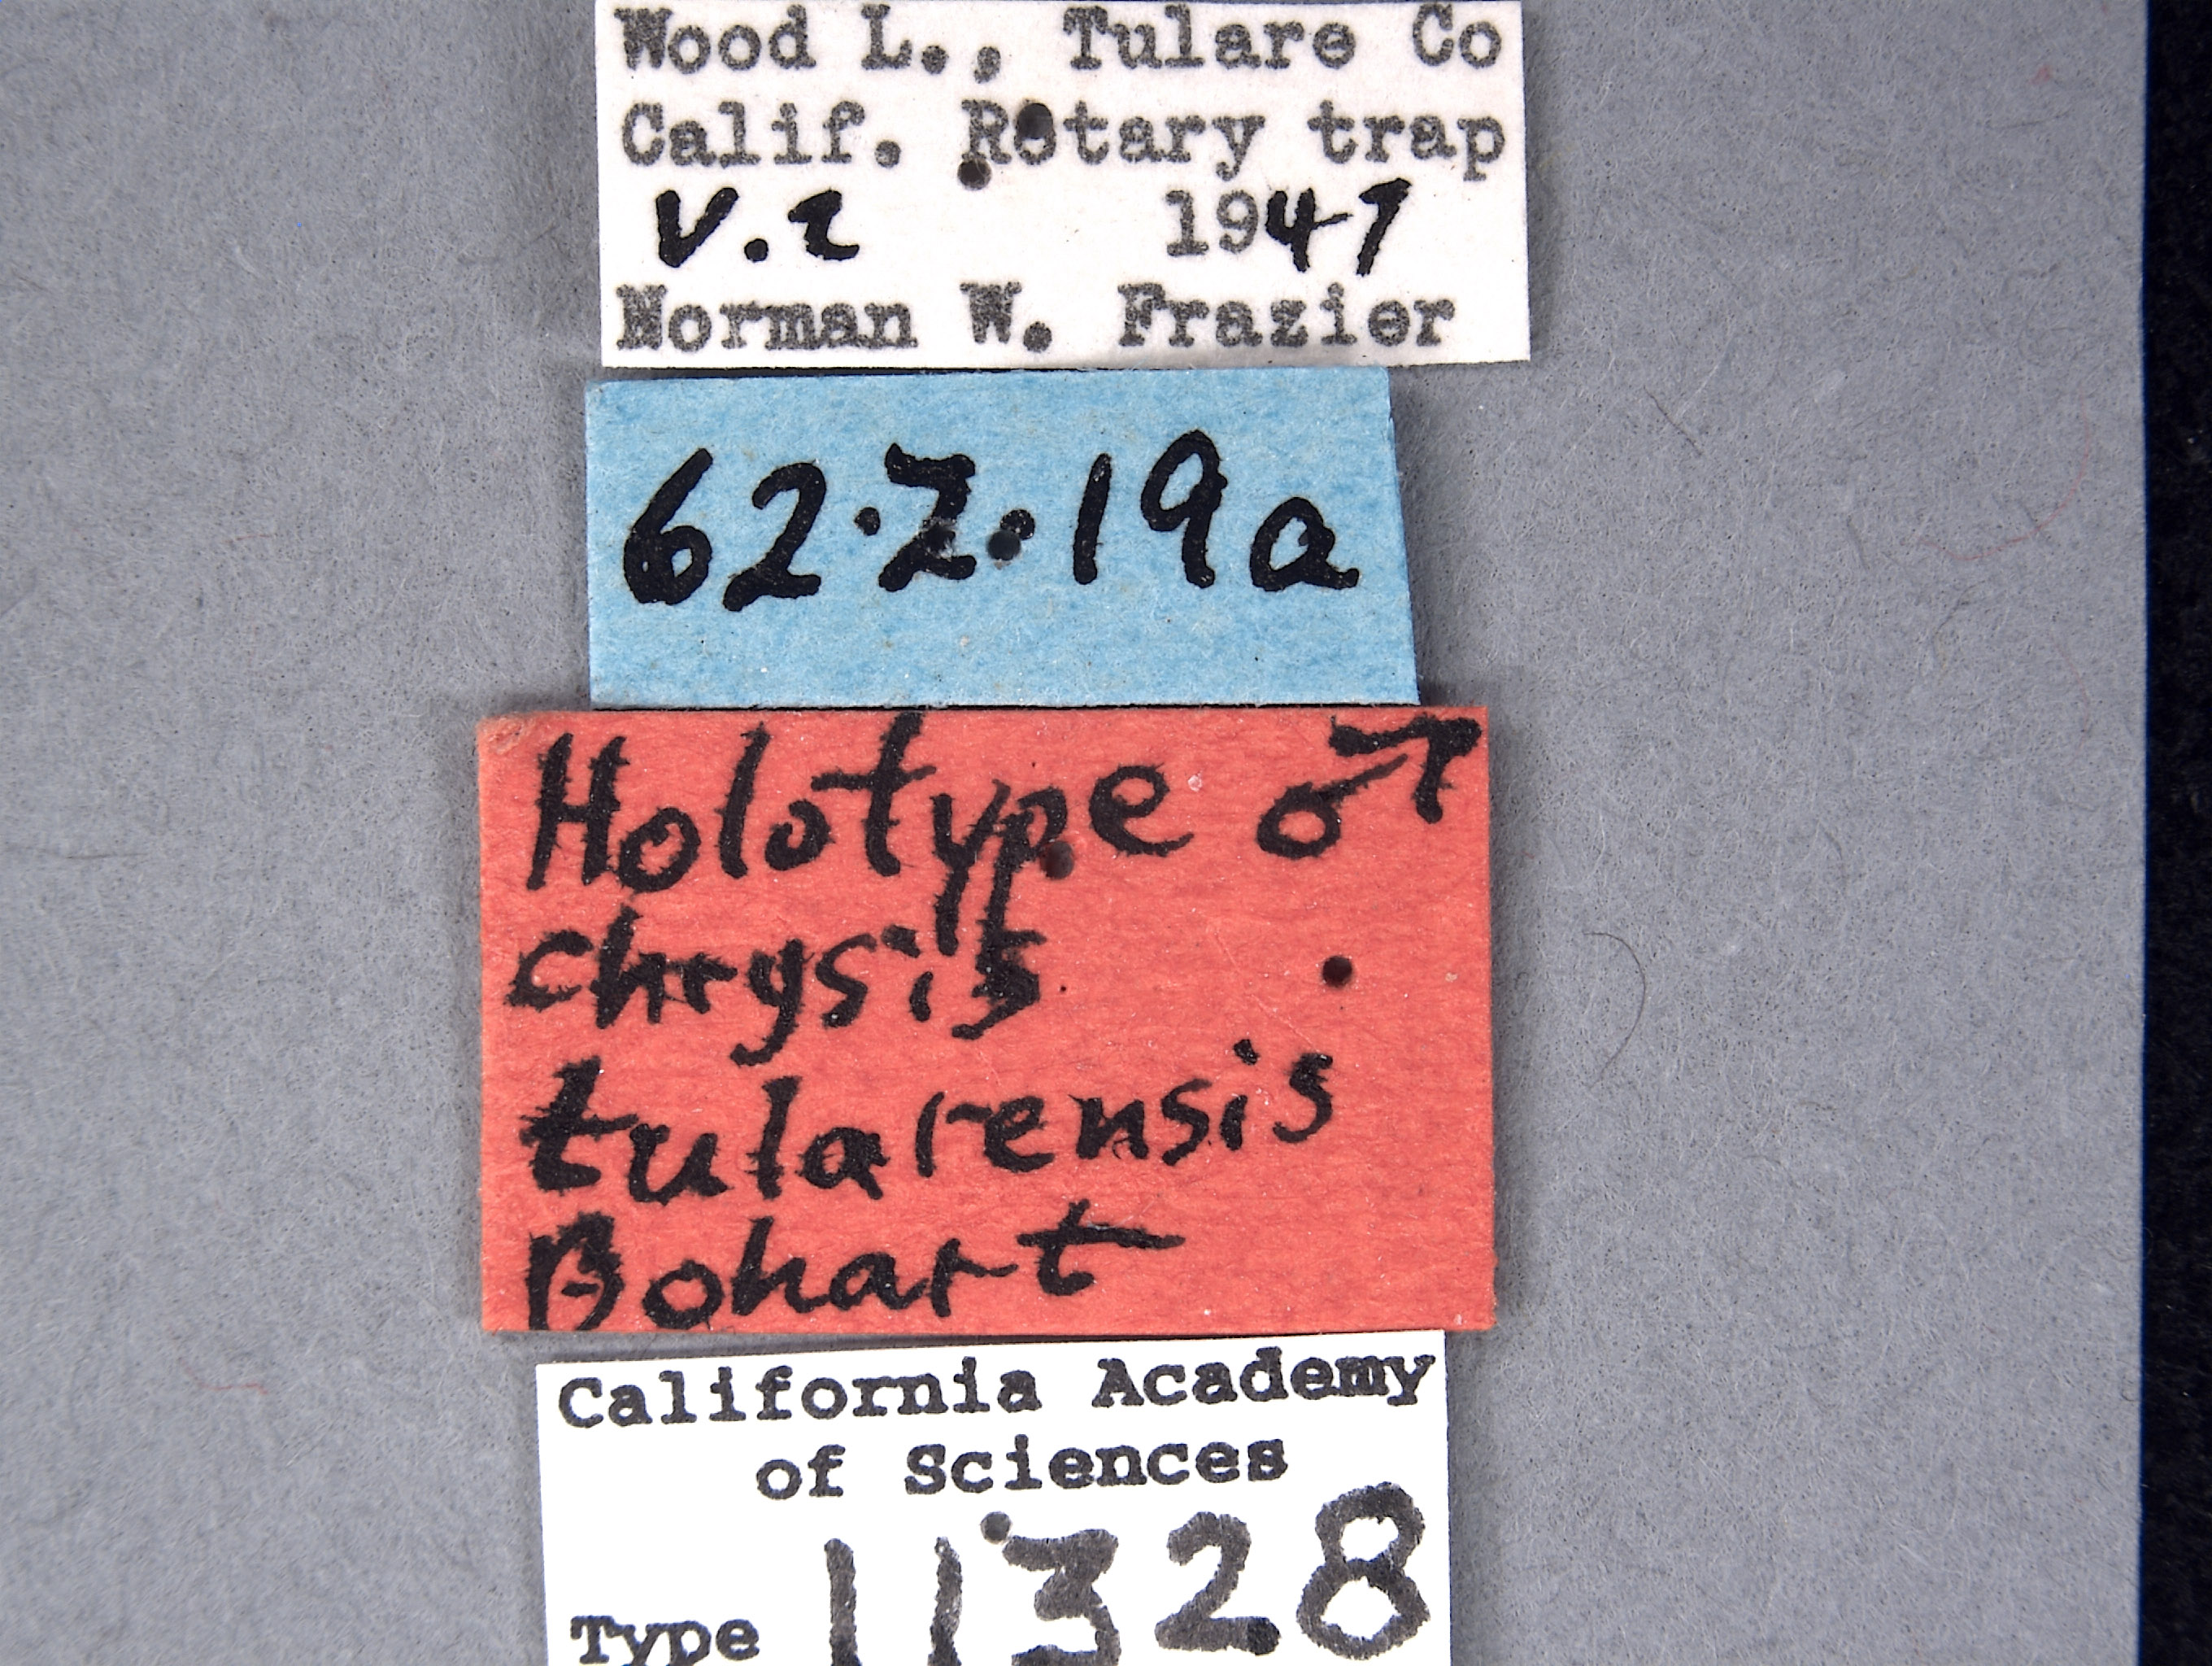 Wood L., Tulare Co
Calif. Rotary trap
V.2 1947
Norman W. Frazier
62.2.19a
Holotype ♂
chrysis
tularensis
Bohart
California Academy
of Sciences
Type 11328